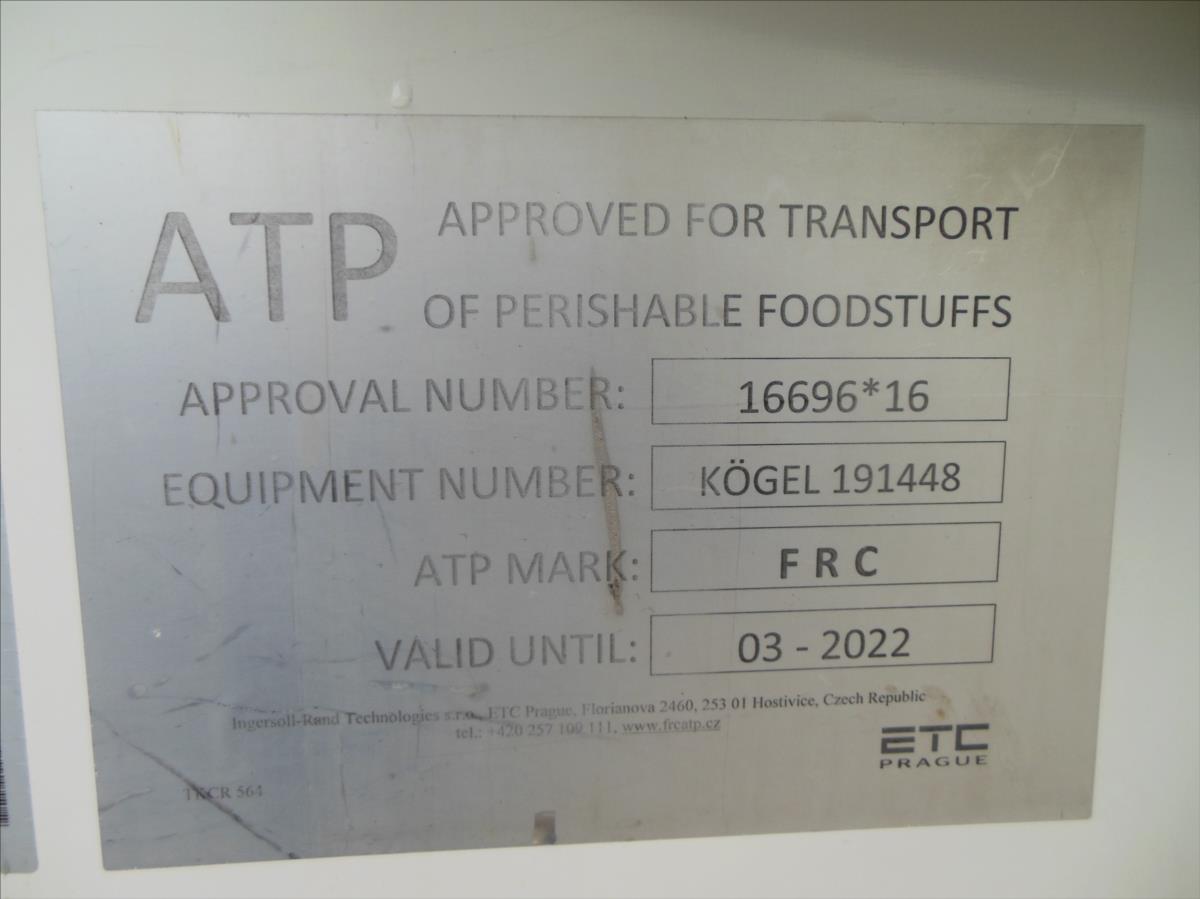 ATP
APPROVED FOR TRANSPORT
OF PERISHABLE FOODSTUFFS
APPROVAL NUMBER: 16696*16
EQUIPMENT NUMBER: KÖGEL 191448
ATP MARK: F R C
VALID UNTIL: 03 - 2022
Ingersoll-Rand Technologies s.r.o., ETC Prague, Florianova 2460, 253 01 Hostivice, Czech Republic
tel.: +420 257 109 111, www.frcatp.cz
ETC
PRAGUE
TKCR 564